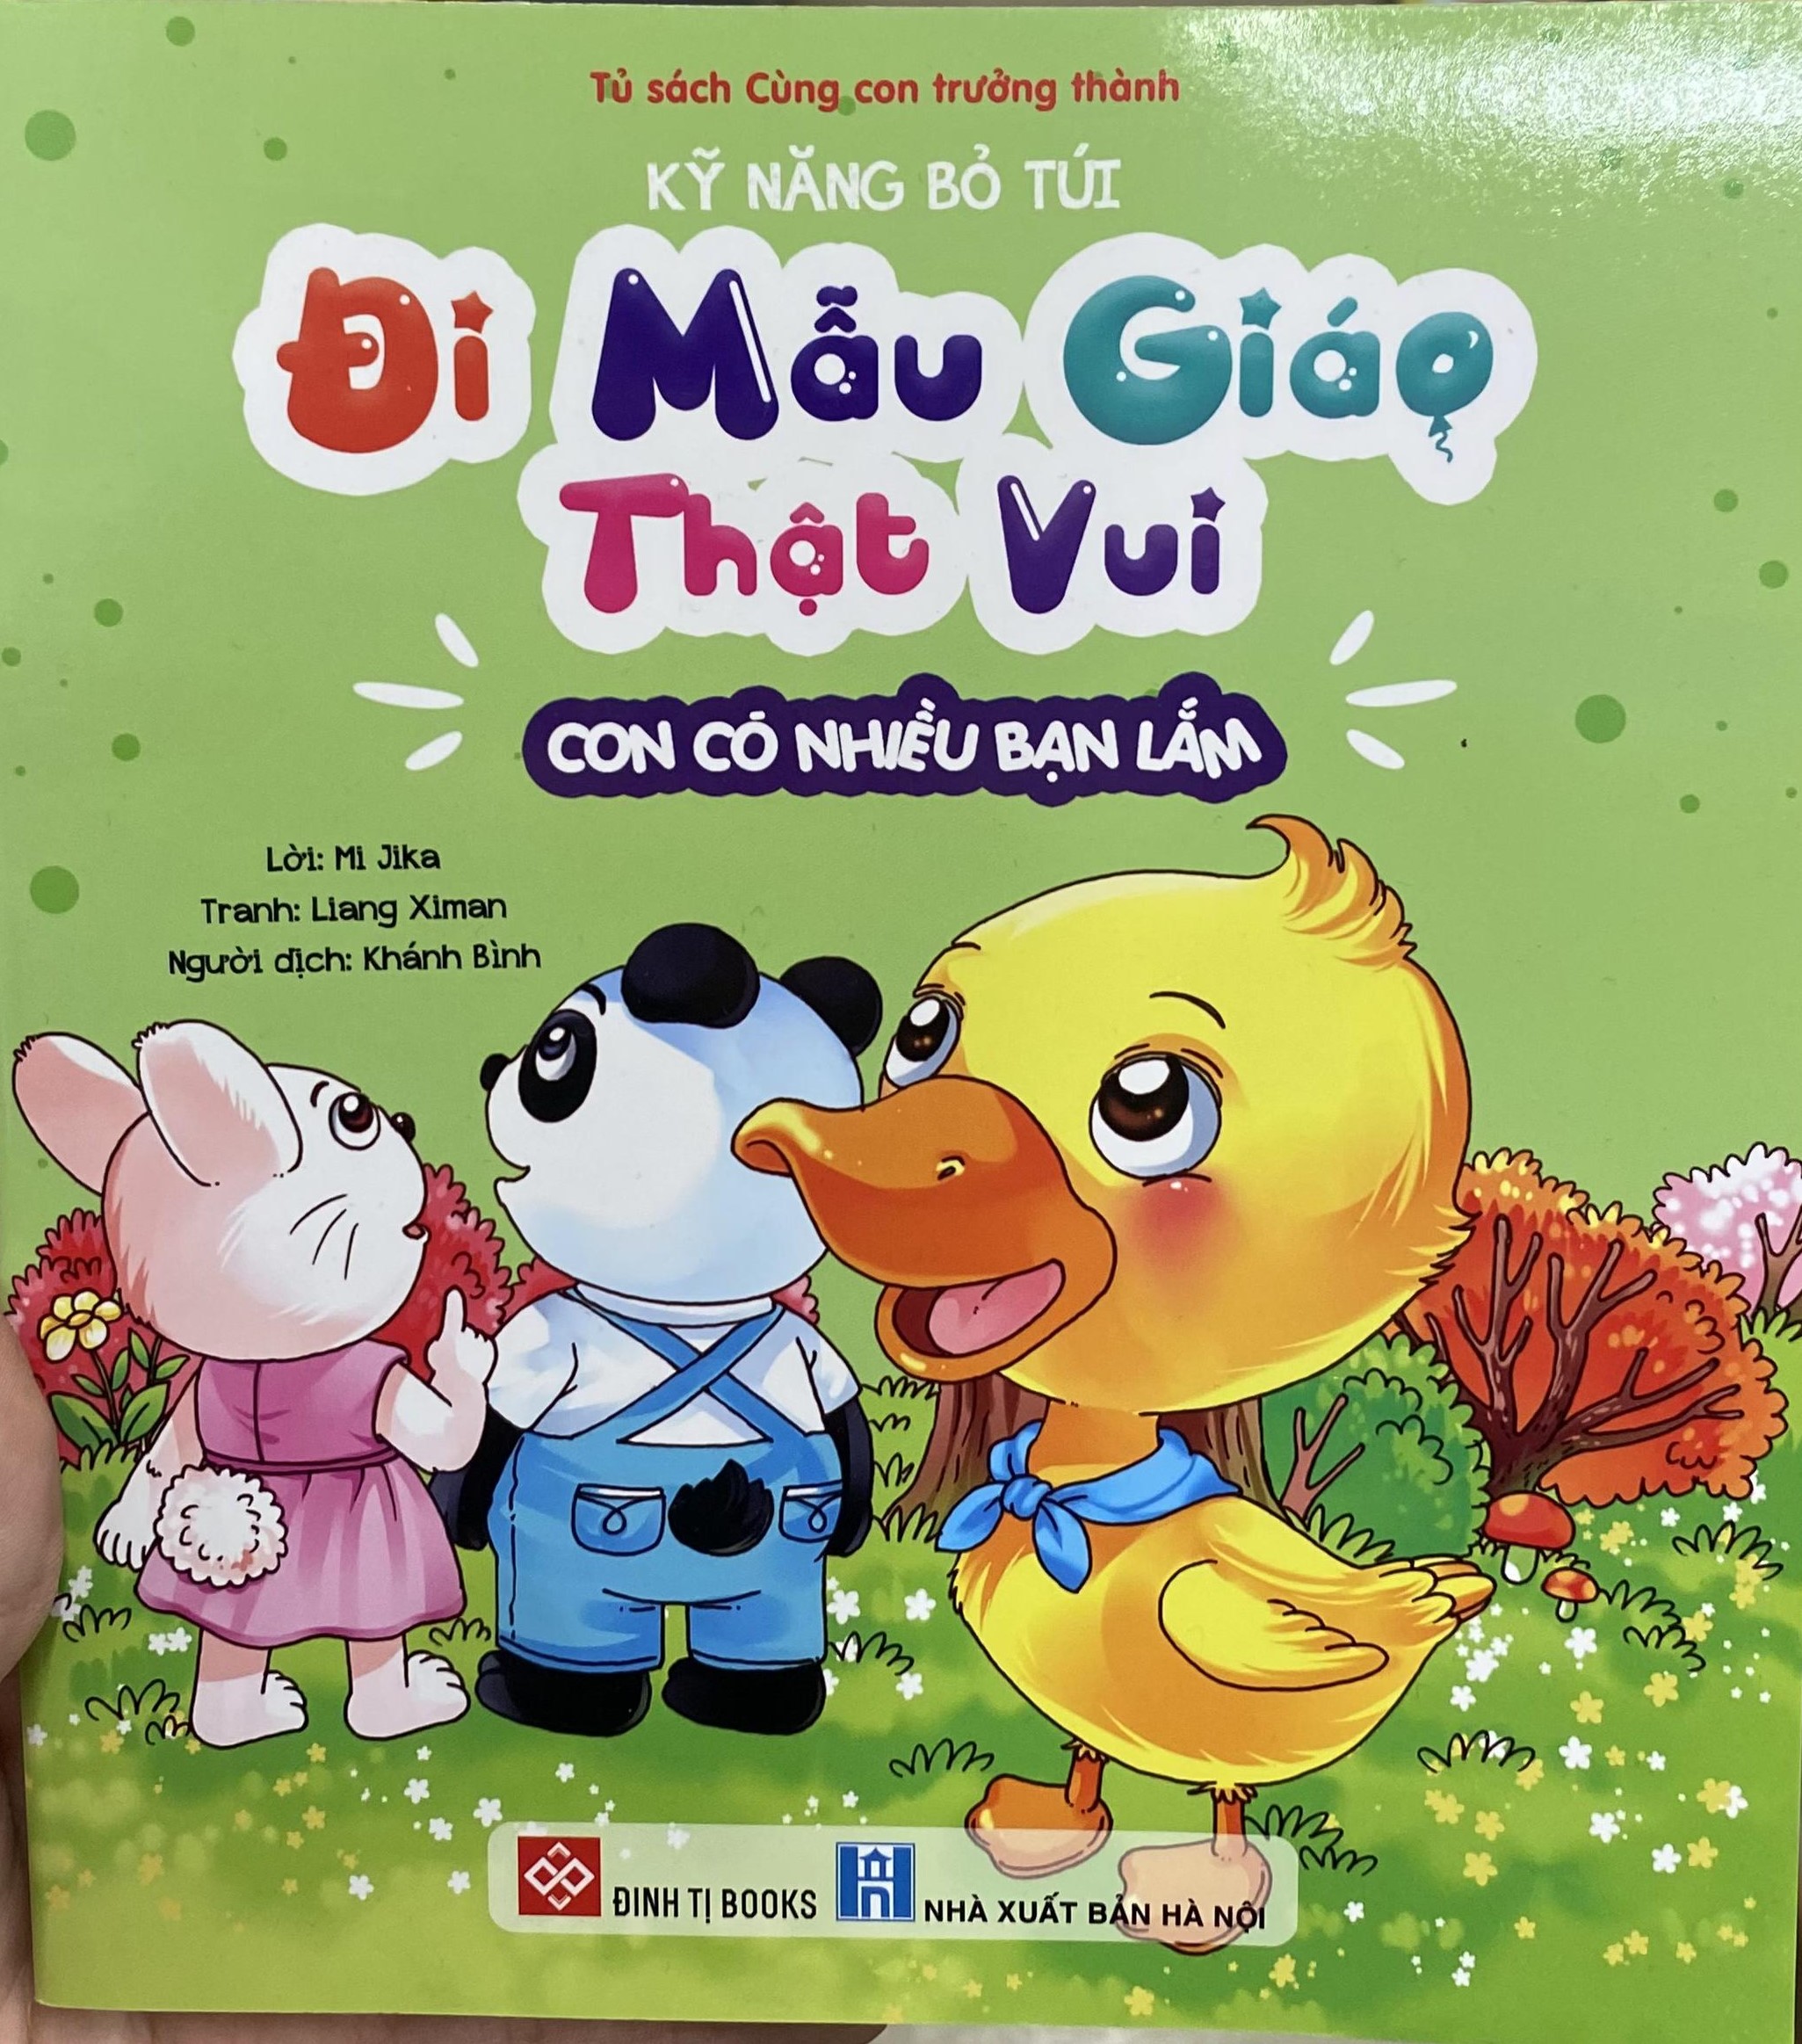 Tủ sách Cùng con trưởng thành
KỸ NĂNG BỎ TÚI
Đi Mẫu Giáo
Thật Vui
CON CÓ NHIỀU BẠN LẮM
Lời: Mi Jika
Tranh: Liang Ximan
Người dịch: Khánh Bình
ĐINH TỊ BOOKS NHÀ XUẤT BẢN HÀ NỘI